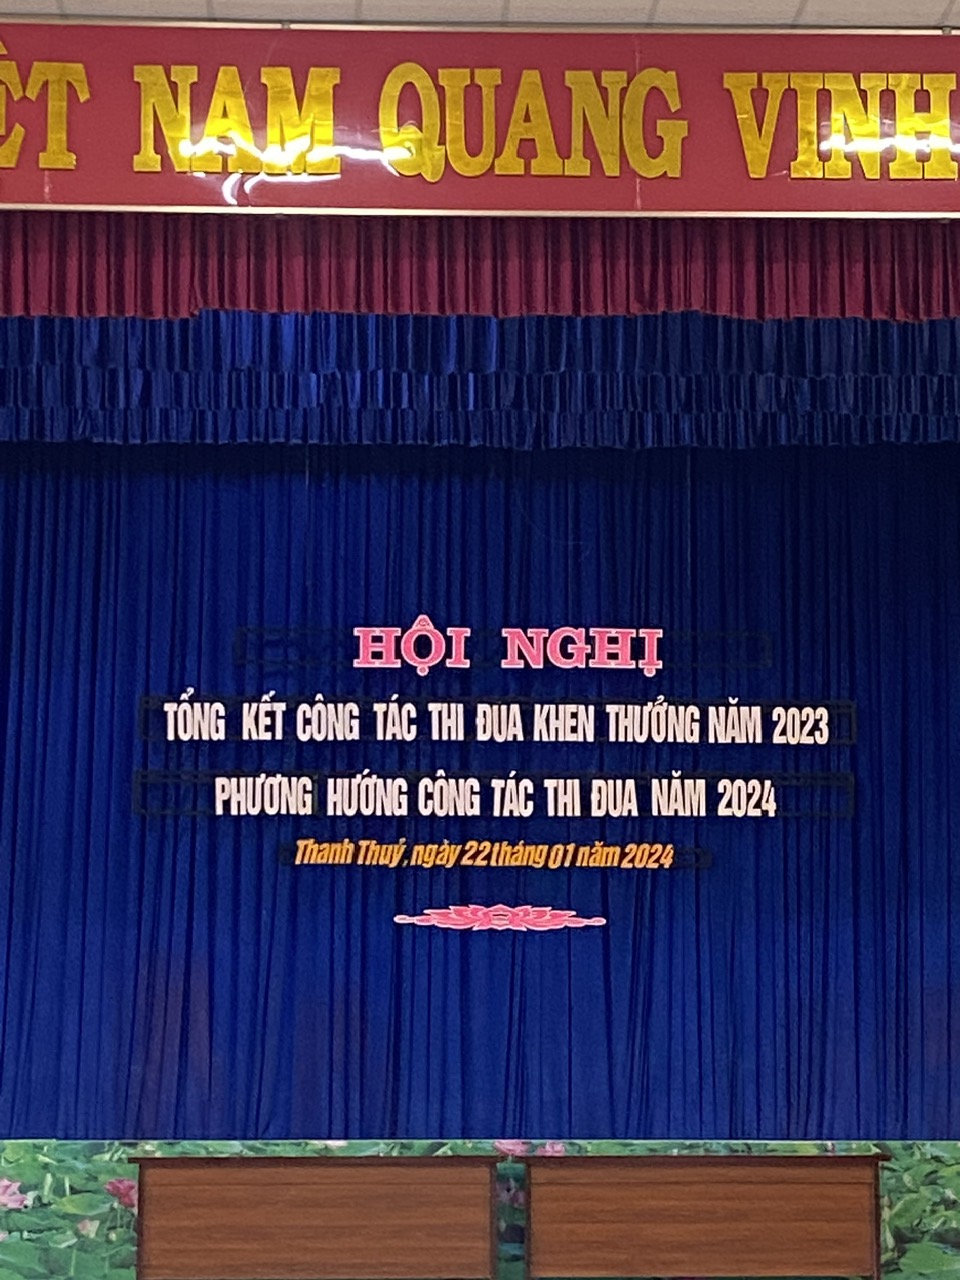 ỆT NAM QUANG VINH
HỘI NGHỊ
TỔNG KẾT CÔNG TÁC THI ĐUA KHEN THƯỞNG NĂM 2023
PHƯƠNG HƯỚNG CÔNG TÁC THI ĐUA NĂM 2024
Thanh Thuỷ, ngày 22 tháng 01 năm 2024